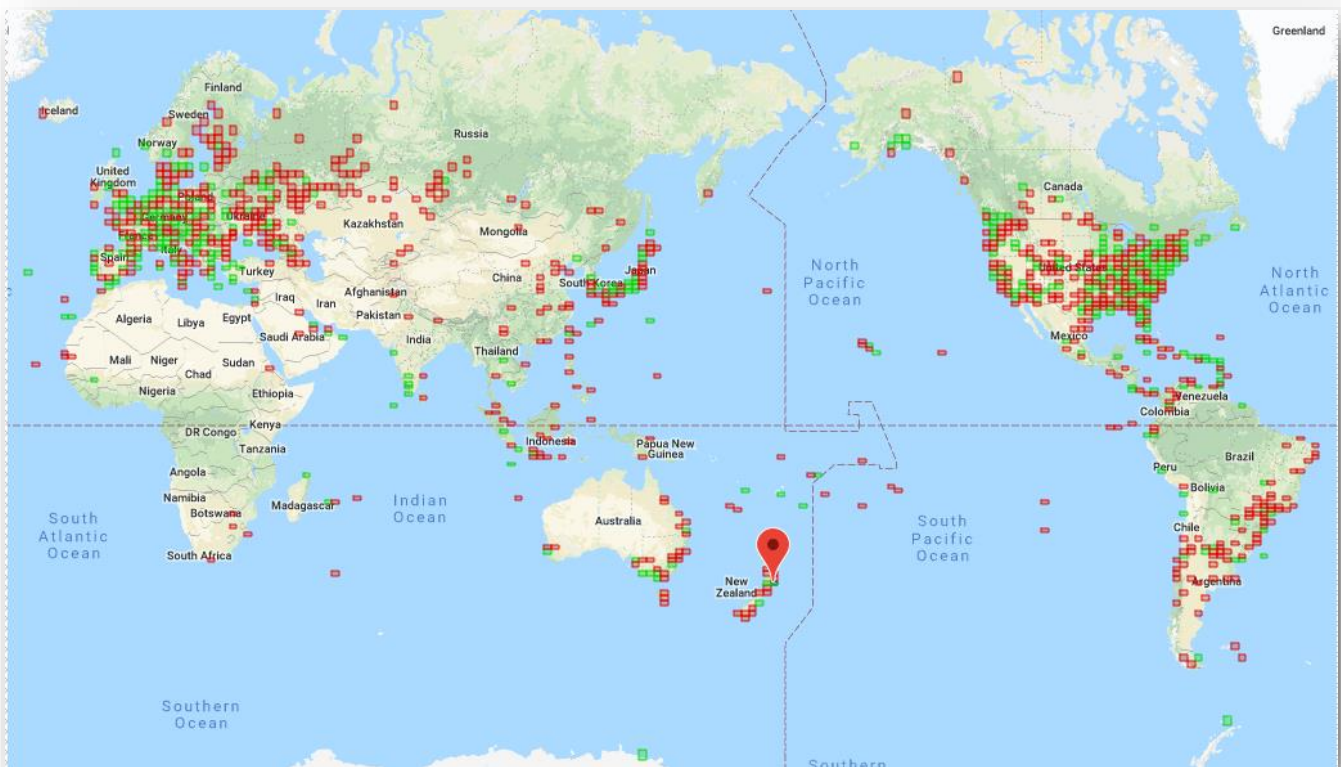 Greenland
Finland
Iceland
Sweden
Russia
Norway
United
Kingdom
Canada
Poland
Germany
Ukraine
Kazakhstan
Mongolia
France
Italy
Spain
Turkey
North
Pacific
Ocean
United States
North
Atlantic
Ocean
China
South Korea
Japan
Iraq
Iran
Afghanistan
Pakistan
Algeria
Libya
Egypt
Saudi Arabia
India
Mexico
Mali
Niger
Chad
Sudan
Thailand
Nigeria
Ethiopia
Venezuela
Colombia
DR Congo
Kenya
Tanzania
Indonesia
Papua New
Guinea
Peru
Brazil
Angola
Bolivia
Namibia
Botswana
Madagascar
Indian
Ocean
Australia
South
Atlantic
Ocean
South
Pacific
Ocean
Chile
South Africa
New
Zealand
Argentina
Southern
Ocean
Southern